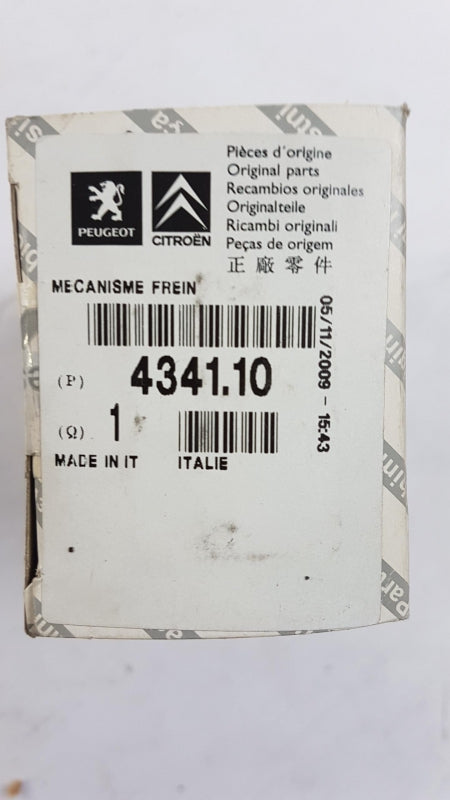 Pièces d'origine
Original parts
Recambios originales
Originalteile
Ricambi originali
Peças de origem
正廠零件
PEUGEOT
CITROËN
MECANISME FREIN
05/11/2009 - 15:43
(P) 4341.10
(Q) 1
MADE IN IT ITALIE